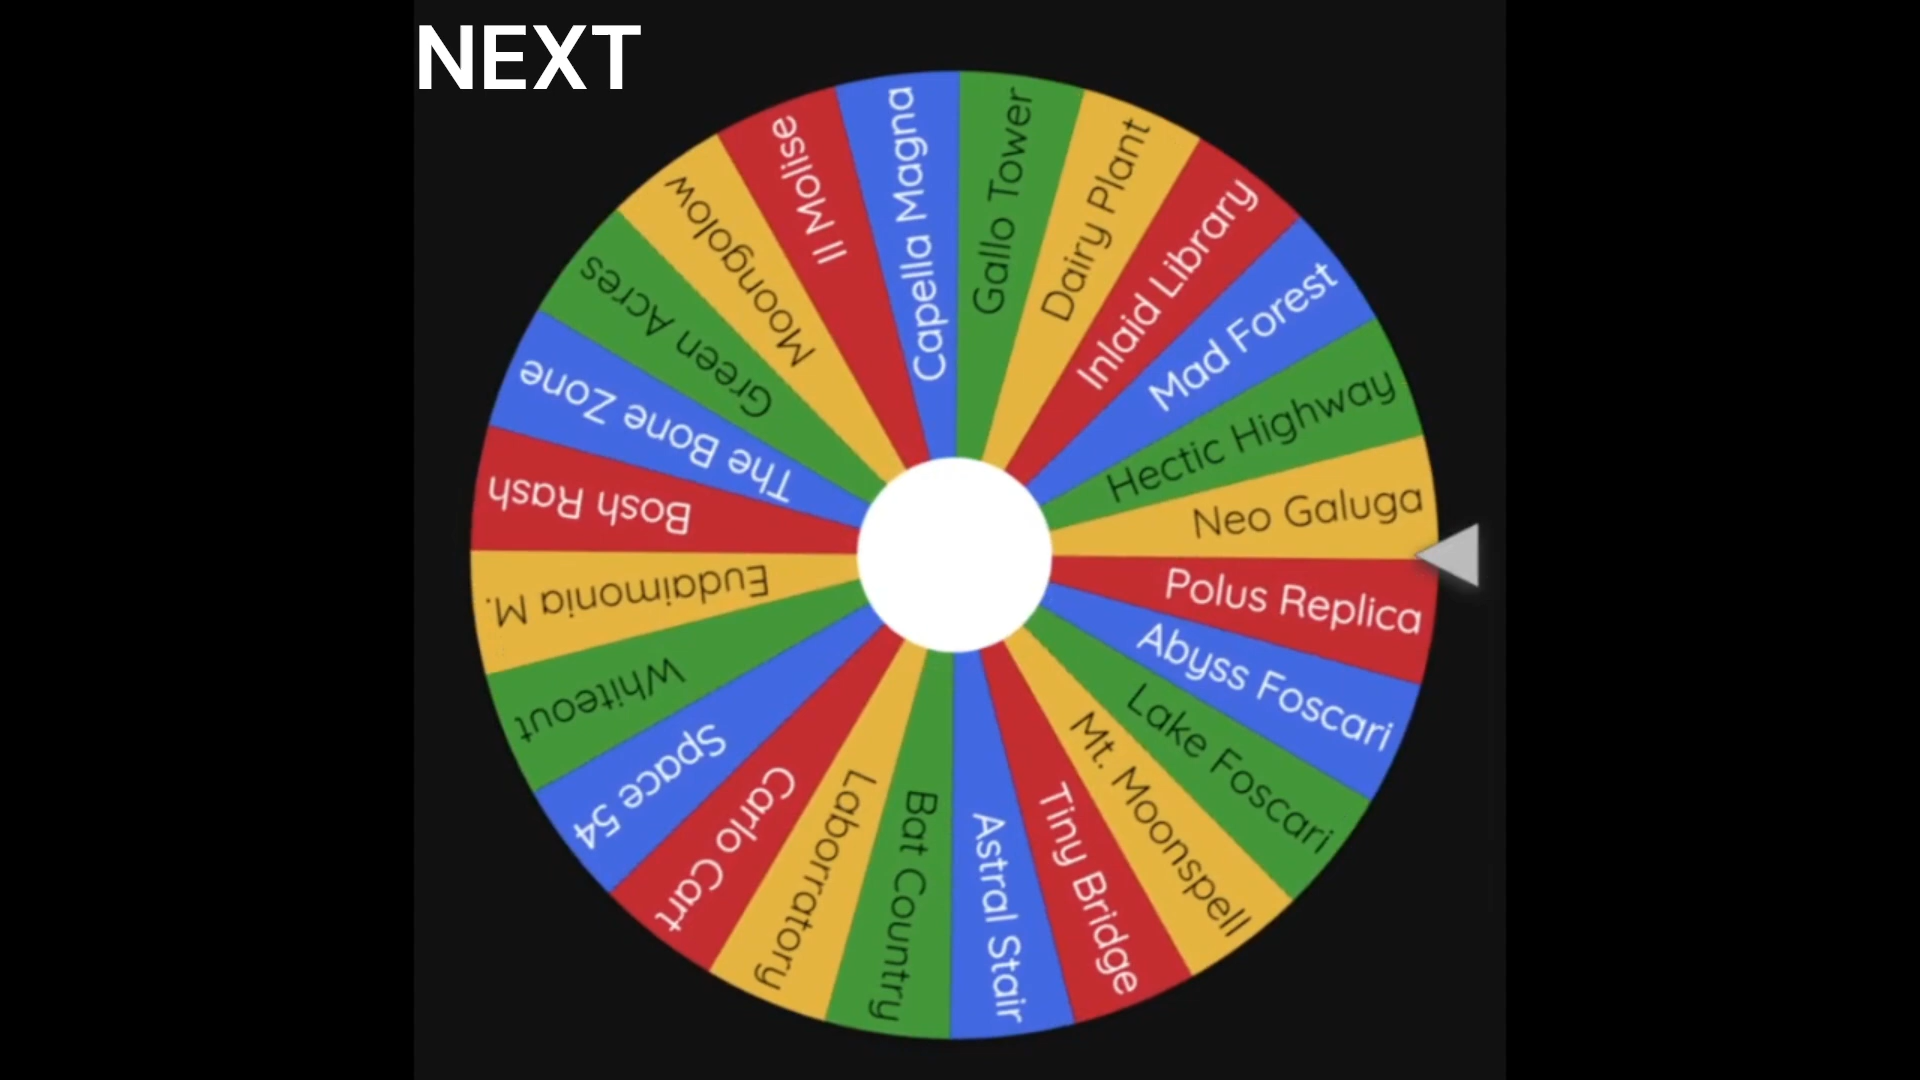 NEXT
Gallo Tower
Dairy Plant
Inlaid Library
Mad Forest
Hectic Highway
Neo Galuga
Polus Replica
Abyss Foscari
Lake Foscari
Mt. Moonspell
Tiny Bridge
Astral Stair
Bat Country
Laborratory
Carlo Cart
Space 54
Whiteout
Eudaimonia M.
Bosh Rash
The Bone Zone
Green Acres
Moongolow
Il Molise
Capella Magna